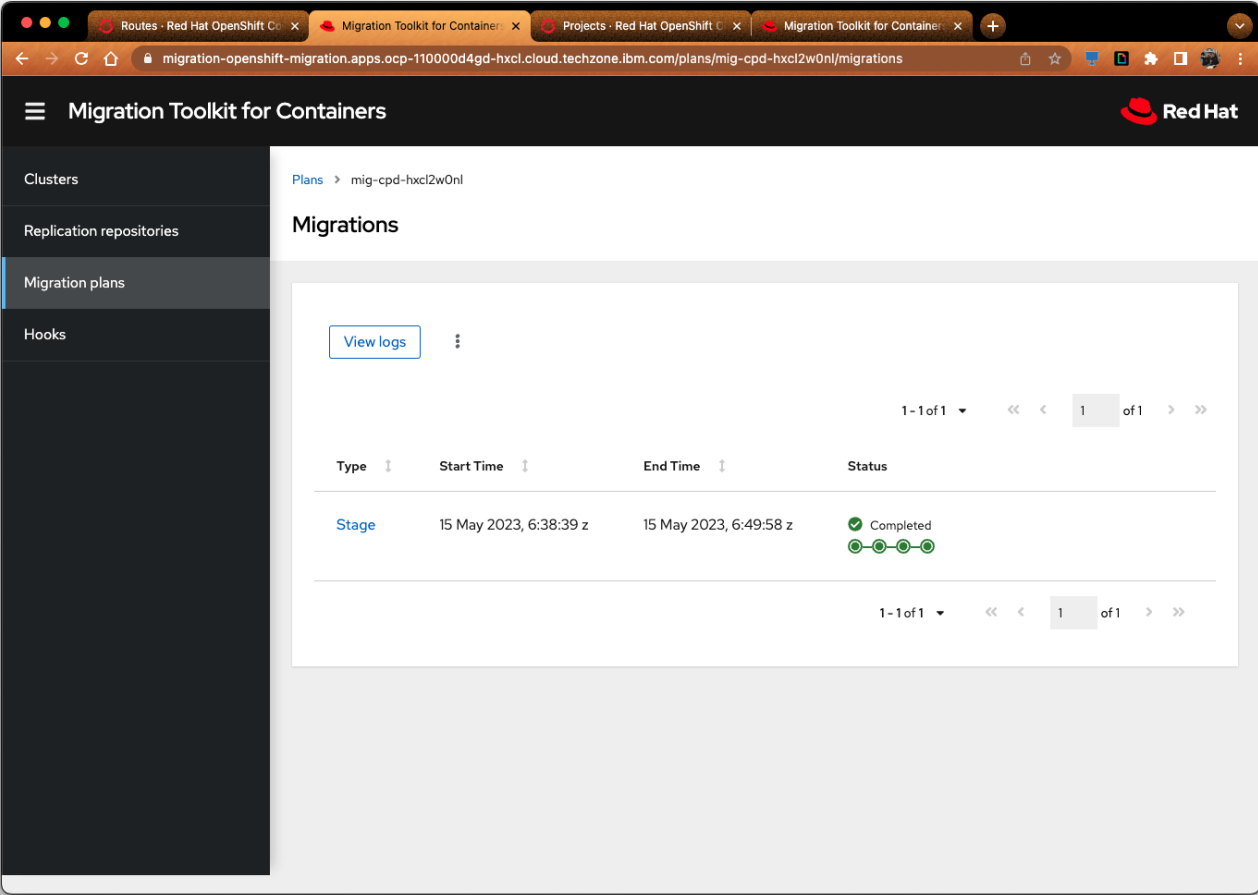 Routes · Red Hat OpenShift Co
Migration Toolkit for Containers
Projects · Red Hat OpenShift C
Migration Toolkit for Containers
migration-openshift-migration.apps.ocp-110000d4gd-hxcl.cloud.techzone.ibm.com/plans/mig-cpd-hxcl2w0nl/migrations
Migration Toolkit for Containers
Red Hat
Clusters
Replication repositories
Migration plans
Hooks
Plans > mig-cpd-hxcl2w0nl
Migrations
View logs
1 - 1 of 1 « < 1 of 1 > »
Type Start Time End Time Status
Stage 15 May 2023, 6:38:39 z 15 May 2023, 6:49:58 z Completed
1 - 1 of 1 « < 1 of 1 > »